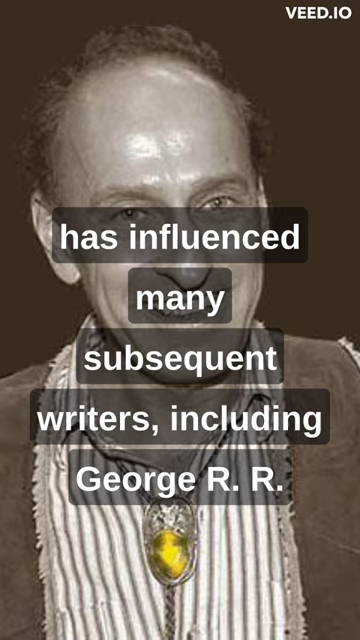 VEED.IO
has influenced
many
subsequent
writers, including
George R. R.